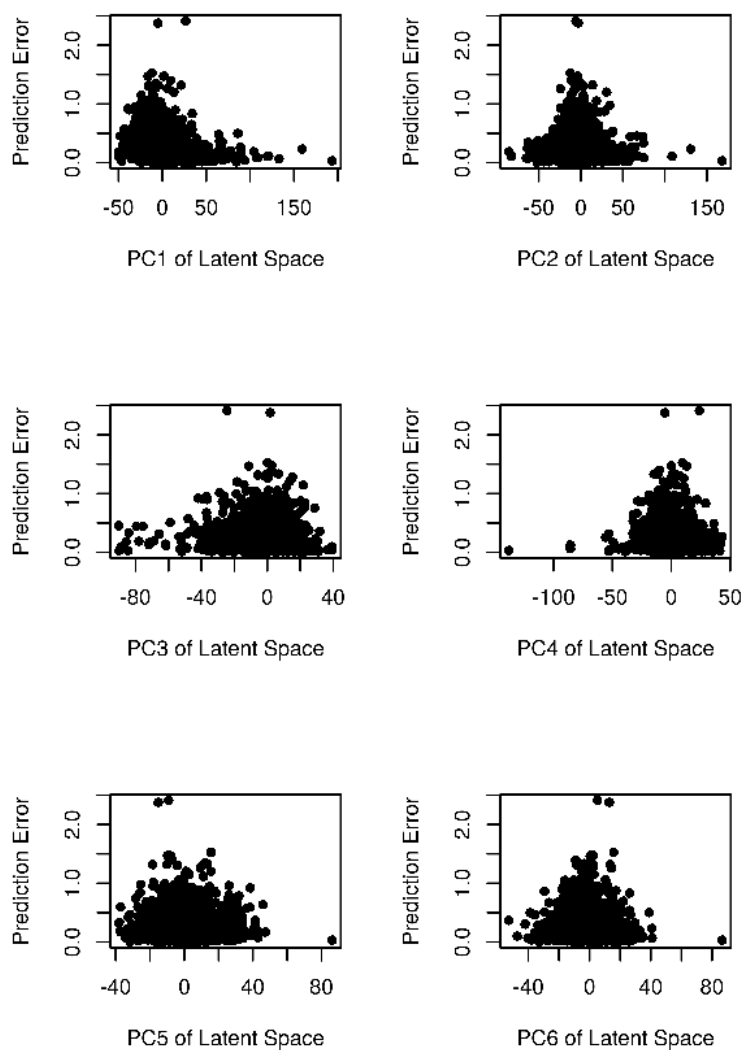 Prediction Error
0.0 1.0 2.0
-50 0 50 150
PC1 of Latent Space
Prediction Error
0.0 1.0 2.0
-50 0 50 150
PC2 of Latent Space
Prediction Error
0.0 1.0 2.0
-80 -40 0 40
PC3 of Latent Space
Prediction Error
0.0 1.0 2.0
-100 -50 0 50
PC4 of Latent Space
Prediction Error
0.0 1.0 2.0
-40 0 40 80
PC5 of Latent Space
Prediction Error
0.0 1.0 2.0
-40 0 40 80
PC6 of Latent Space